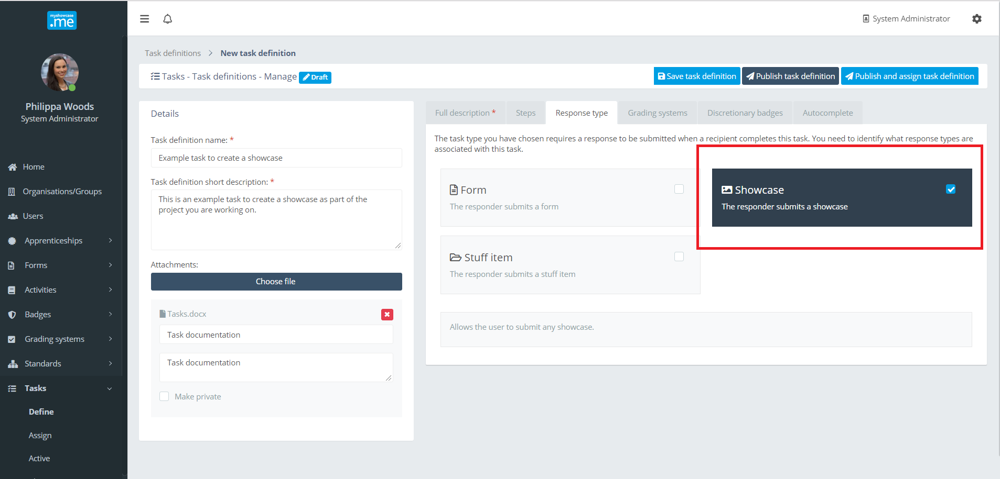 myshowcase
.me
System Administrator
Philippa Woods
System Administrator
Home
Organisations/Groups
Users
Apprenticeships
Forms
Activities
Badges
Grading systems
Standards
Tasks
Define
Assign
Active
Task definitions > New task definition
Tasks - Task definitions - Manage Draft
Save task definition
Publish task definition
Publish and assign task definition
Details
Task definition name: *
Example task to create a showcase
Task definition short description: *
This is an example task to create a showcase as part of the
project you are working on.
Attachments:
Choose file
Tasks.docx
Task documentation
Task documentation
Make private
Full description *
Steps
Response type
Grading systems
Discretionary badges
Autocomplete
The task type you have chosen requires a response to be submitted when a recipient completes this task. You need to identify what response types are
associated with this task.
Form
The responder submits a form
Showcase
The responder submits a showcase
Stuff item
The responder submits a stuff item
Allows the user to submit any showcase.